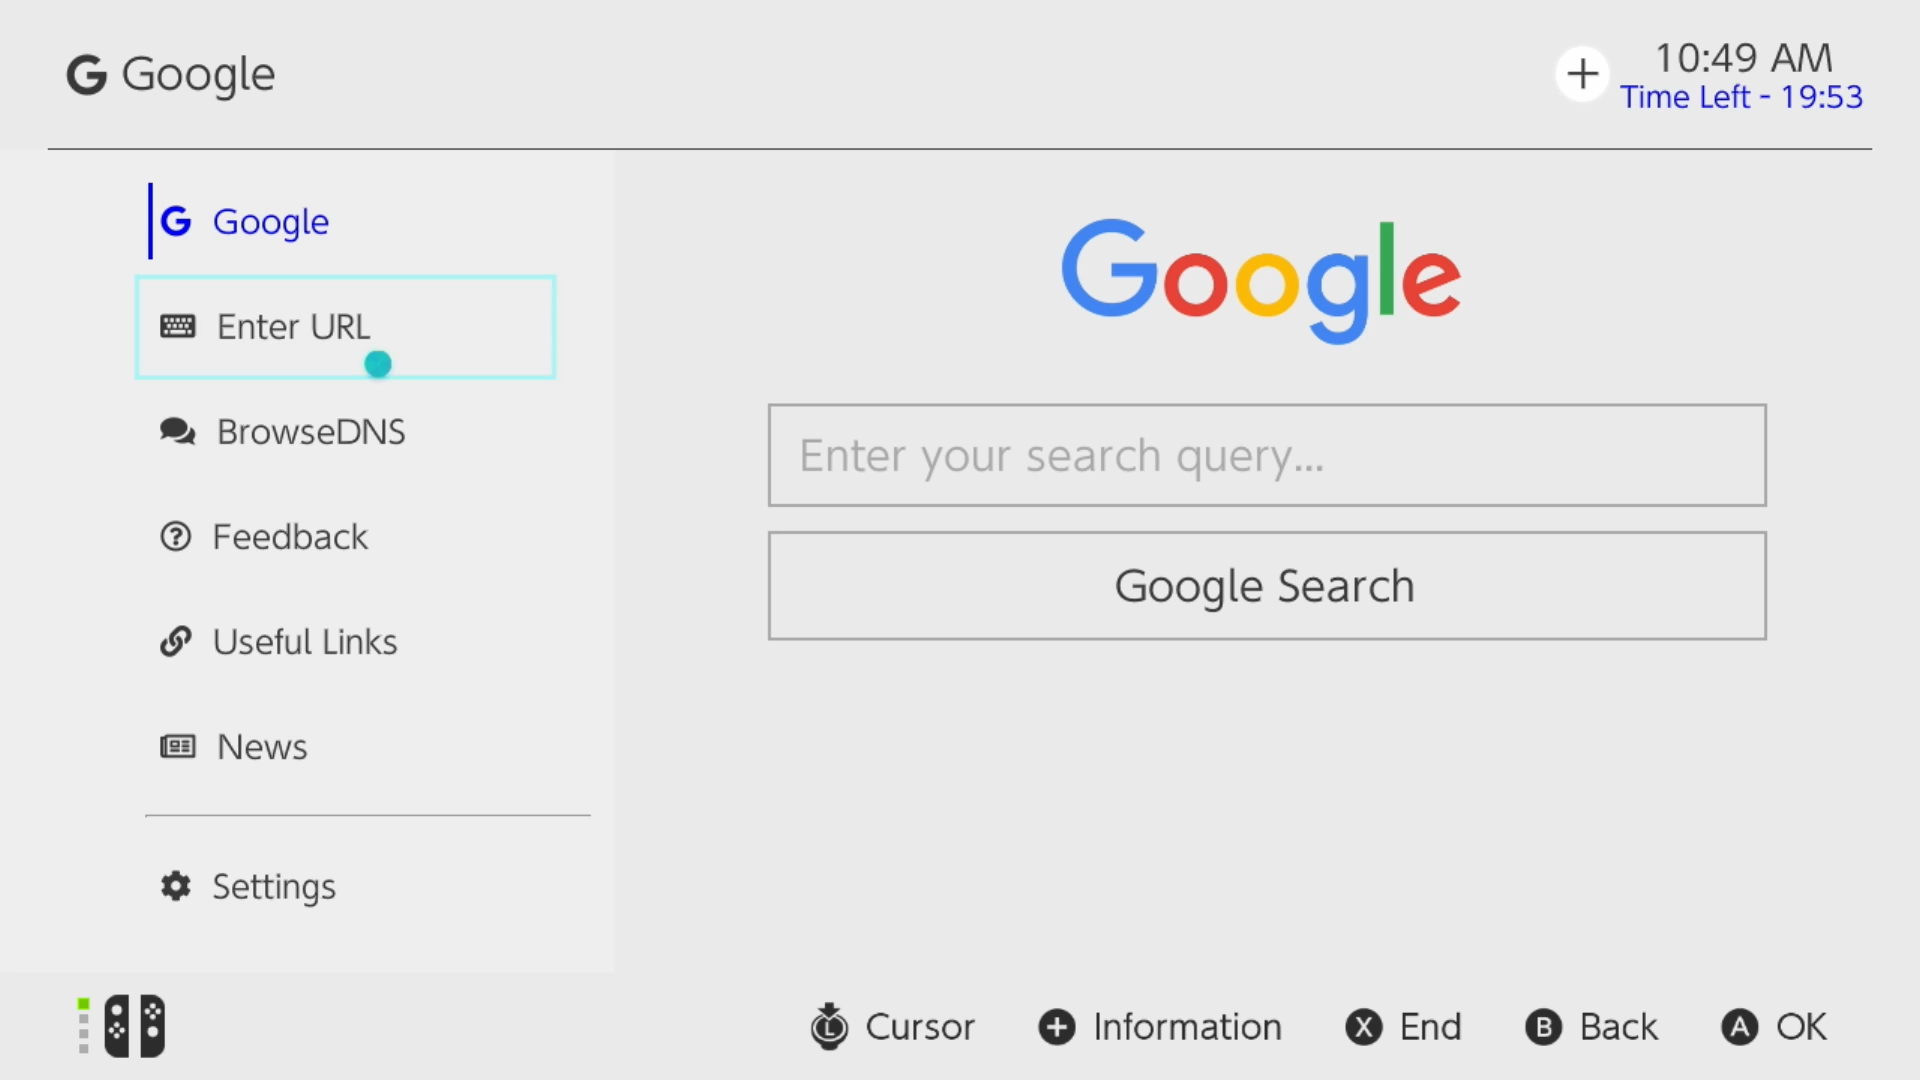 G Google
+
10:49 AM
Time Left - 19:53
G Google
Enter URL
BrowseDNS
Feedback
Useful Links
News
Settings
Google
Enter your search query...
Google Search
L Cursor
+ Information
X End
B Back
A OK